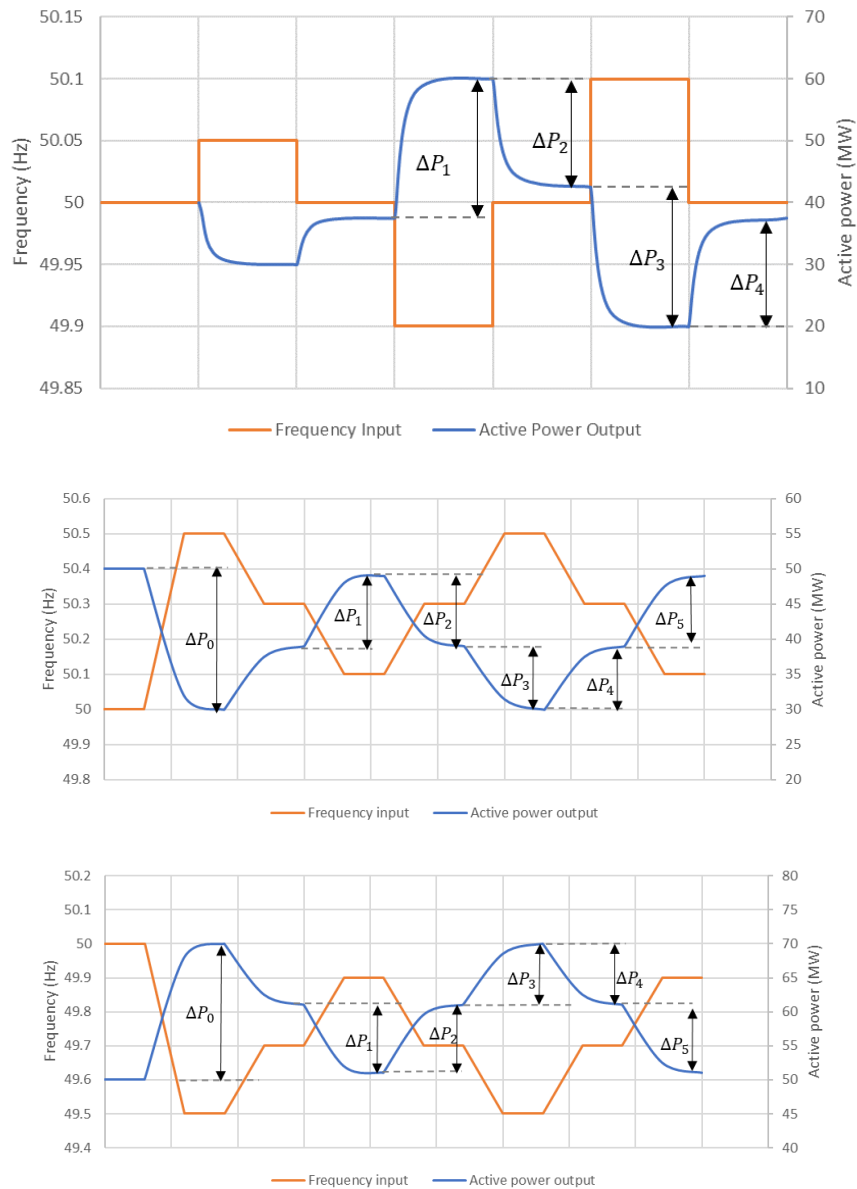 50.15
50.1
50.05
50
49.95
49.9
49.85
Frequency (Hz)
70
60
50
40
30
20
10
Active power (MW)
ΔP₁
ΔP₂
ΔP₃
ΔP₄
Frequency Input
Active Power Output
50.6
50.5
50.4
50.3
50.2
50.1
50
49.9
49.8
Frequency (Hz)
60
55
50
45
40
35
30
25
20
Active power (MW)
ΔP₀
ΔP₁
ΔP₂
ΔP₃
ΔP₄
ΔP₅
Frequency input
Active power output
50.2
50.1
50
49.9
49.8
49.7
49.6
49.5
49.4
Frequency (Hz)
80
75
70
65
60
55
50
45
40
Active power (MW)
ΔP₀
ΔP₁
ΔP₂
ΔP₃
ΔP₄
ΔP₅
Frequency input
Active power output